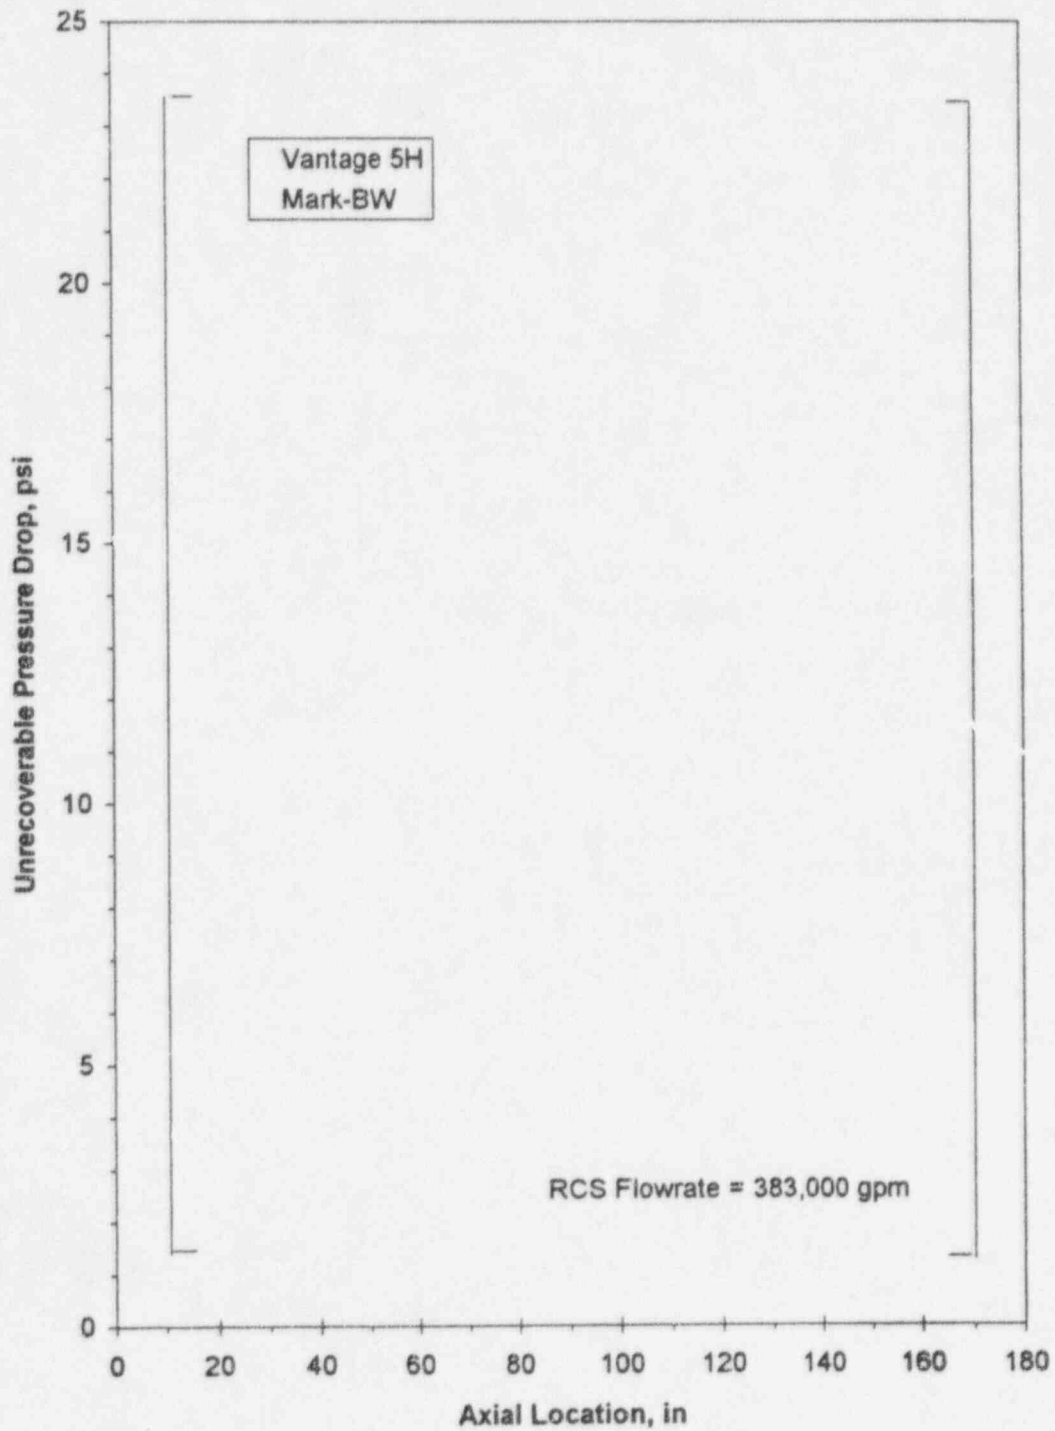 25
Vantage 5H
Mark-BW
20
15
10
5
0
Unrecoverable Pressure Drop, psi
RCS Flowrate = 383,000 gpm
0 20 40 60 80 100 120 140 160 180
Axial Location, in